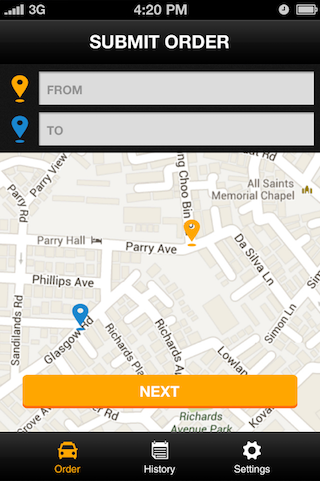 3G 4:20 PM
SUBMIT ORDER
FROM
TO
Parry View
Parry Rd
ng Choo Bin
at Rd
All Saints
Memorial Chapel
Parry Hall
Parry Ave
Da Silva Ln
Phillips Ave
Simon Ln
Sandilands Rd
Glasgow Rd
Richards Pla
Richards A
Lowlan
NEXT
Grove Ave
Richards
Avenue Park
Kova
Order History Settings